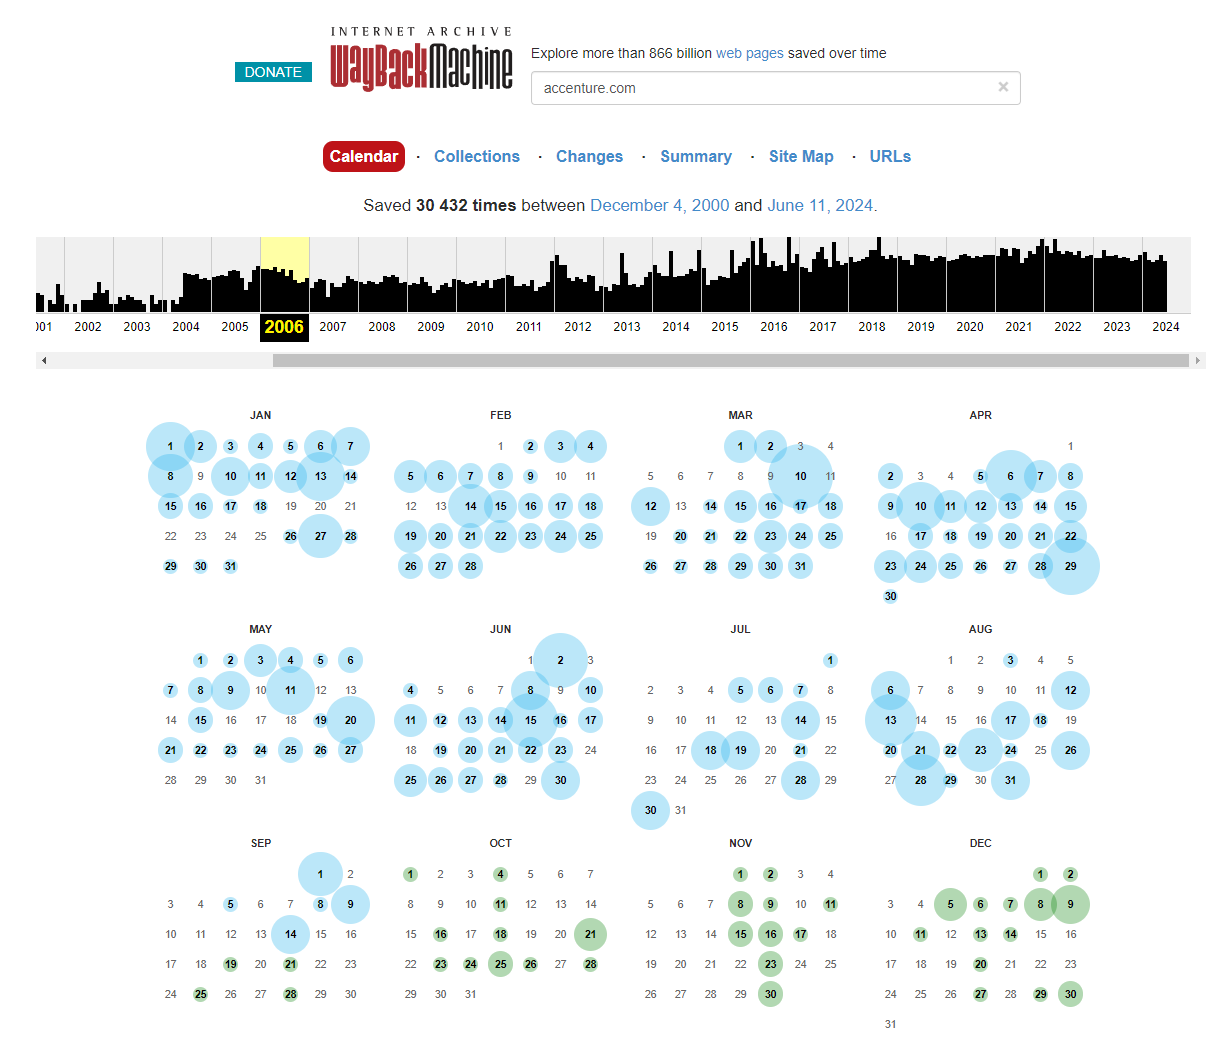 INTERNET ARCHIVE
DONATE
WayBackMachine
Explore more than 866 billion web pages saved over time
accenture.com ×
Calendar · Collections · Changes · Summary · Site Map · URLs
Saved 30 432 times between December 4, 2000 and June 11, 2024.
001 2002 2003 2004 2005 2006 2007 2008 2009 2010 2011 2012 2013 2014 2015 2016 2017 2018 2019 2020 2021 2022 2023 2024
JAN FEB MAR APR
1 2 3 4 5 6 7 1 2 3 4 1 2 3 4 1
8 9 10 11 12 13 14 5 6 7 8 9 10 11 5 6 7 8 9 10 11 2 3 4 5 6 7 8
15 16 17 18 19 20 21 12 13 14 15 16 17 18 12 13 14 15 16 17 18 9 10 11 12 13 14 15
22 23 24 25 26 27 28 19 20 21 22 23 24 25 19 20 21 22 23 24 25 16 17 18 19 20 21 22
29 30 31 26 27 28 26 27 28 29 30 31 23 24 25 26 27 28 29
30
MAY JUN JUL AUG
1 2 3 4 5 6 1 2 3 1 1 2 3 4 5
7 8 9 10 11 12 13 4 5 6 7 8 9 10 2 3 4 5 6 7 8 6 7 8 9 10 11 12
14 15 16 17 18 19 20 11 12 13 14 15 16 17 9 10 11 12 13 14 15 13 14 15 16 17 18 19
21 22 23 24 25 26 27 18 19 20 21 22 23 24 16 17 18 19 20 21 22 20 21 22 23 24 25 26
28 29 30 31 25 26 27 28 29 30 23 24 25 26 27 28 29 27 28 29 30 31
30 31
SEP OCT NOV DEC
1 2 1 2 3 4 5 6 7 1 2 3 4 1 2
3 4 5 6 7 8 9 8 9 10 11 12 13 14 5 6 7 8 9 10 11 3 4 5 6 7 8 9
10 11 12 13 14 15 16 15 16 17 18 19 20 21 12 13 14 15 16 17 18 10 11 12 13 14 15 16
17 18 19 20 21 22 23 22 23 24 25 26 27 28 19 20 21 22 23 24 25 17 18 19 20 21 22 23
24 25 26 27 28 29 30 29 30 31 26 27 28 29 30 24 25 26 27 28 29 30
31